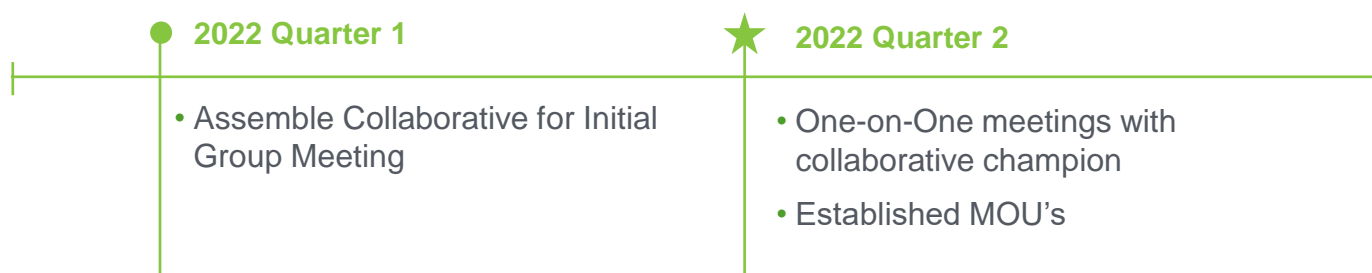 2022 Quarter 1
• Assemble Collaborative for Initial
Group Meeting
2022 Quarter 2
• One-on-One meetings with
collaborative champion
• Established MOU's